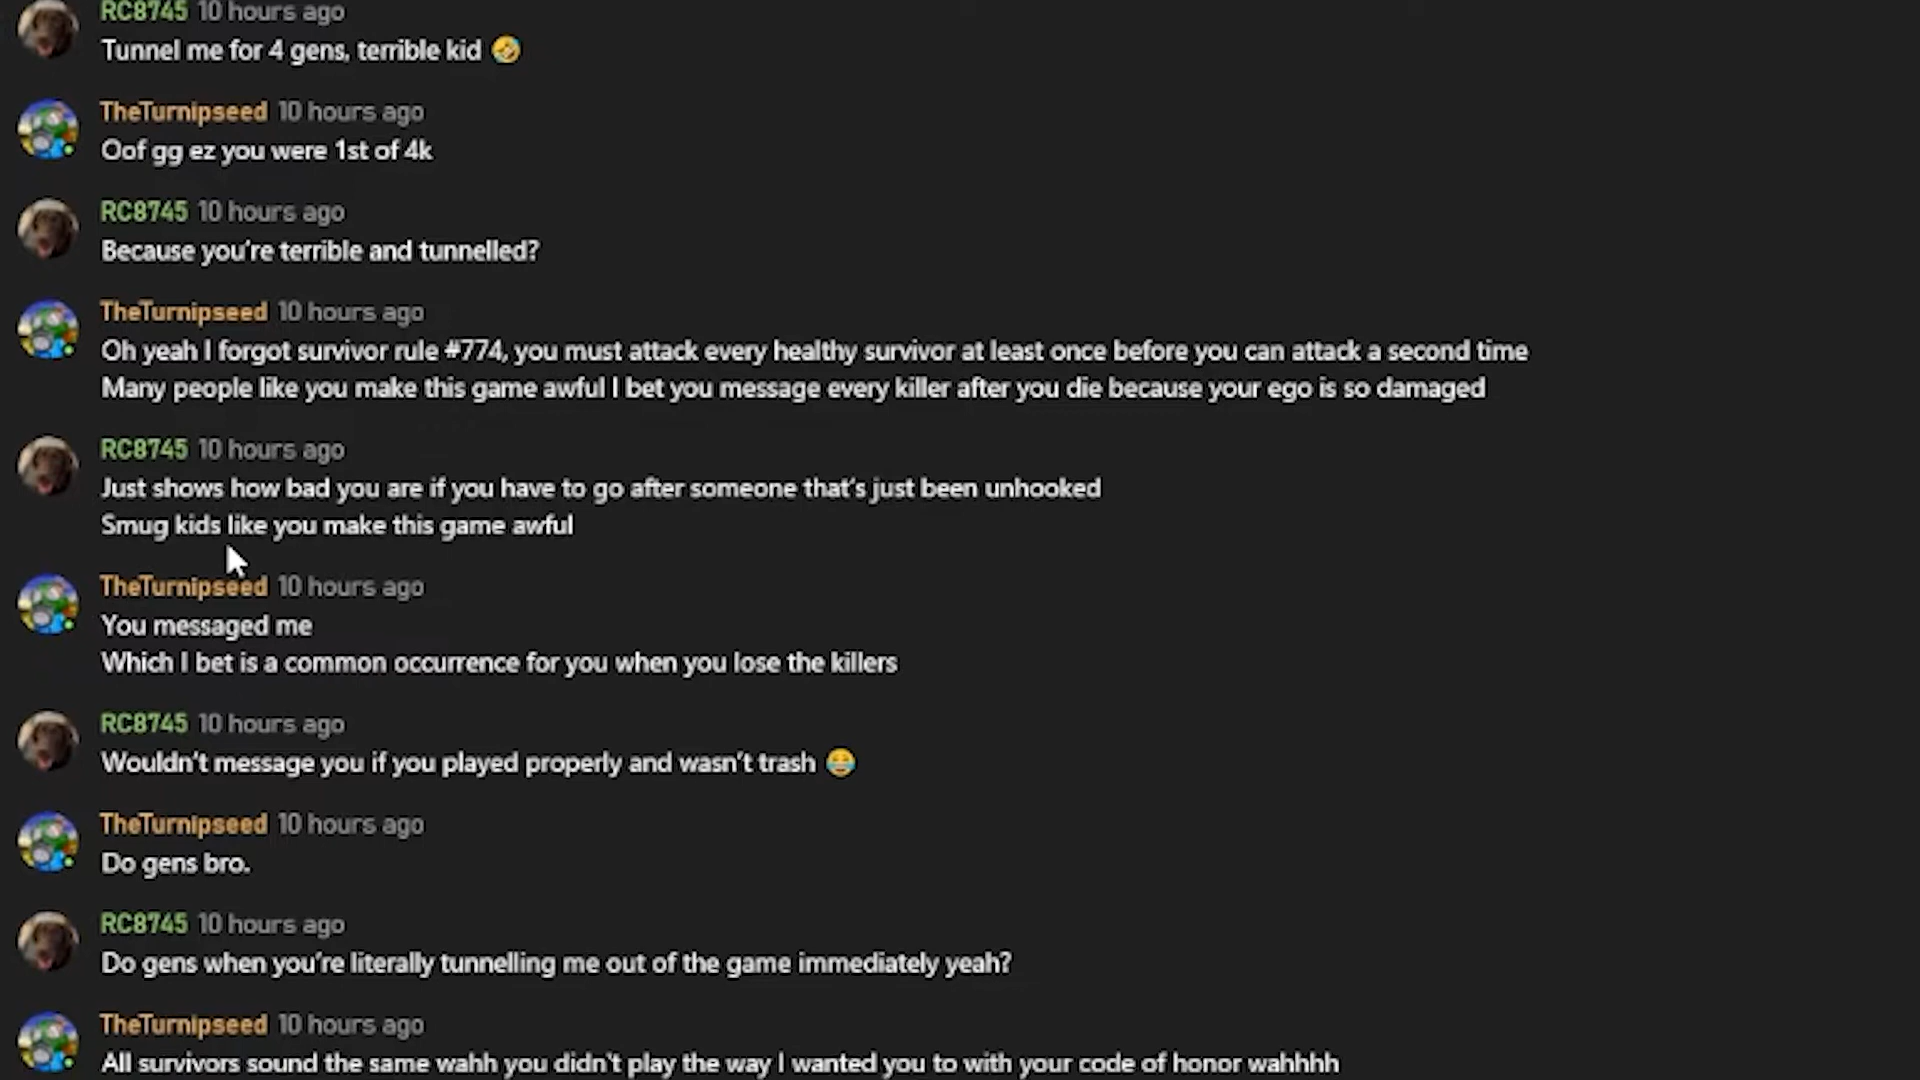 RC8745 10 hours ago
Tunnel me for 4 gens, terrible kid 🤣
TheTurnipseed 10 hours ago
Oof gg ez you were 1st of 4k
RC8745 10 hours ago
Because you're terrible and tunnelled?
TheTurnipseed 10 hours ago
Oh yeah I forgot survivor rule #774, you must attack every healthy survivor at least once before you can attack a second time
Many people like you make this game awful I bet you message every killer after you die because your ego is so damaged
RC8745 10 hours ago
Just shows how bad you are if you have to go after someone that's just been unhooked
Smug kids like you make this game awful
TheTurnipseed 10 hours ago
You messaged me
Which I bet is a common occurrence for you when you lose the killers
RC8745 10 hours ago
Wouldn't message you if you played properly and wasn't trash 😂
TheTurnipseed 10 hours ago
Do gens bro.
RC8745 10 hours ago
Do gens when you're literally tunnelling me out of the game immediately yeah?
TheTurnipseed 10 hours ago
All survivors sound the same wahh you didn't play the way I wanted you to with your code of honor wahhhh